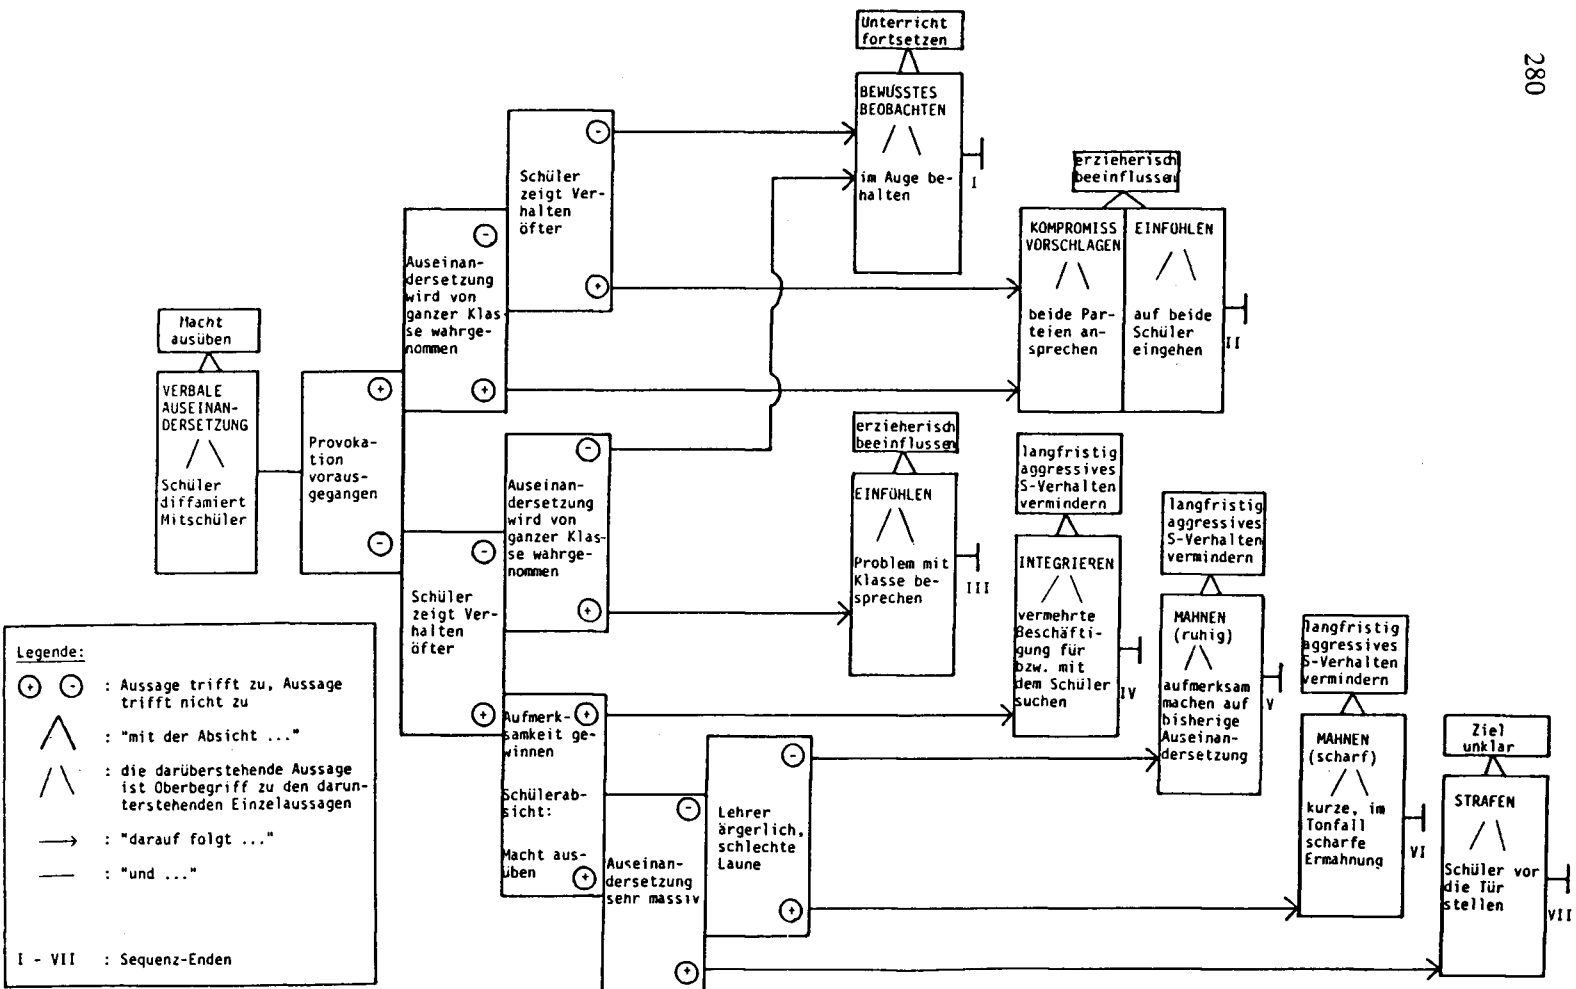 280
Macht
ausüben
VERBALE
AUSEINAN-
DERSETZUNG
Schüler
diffamiert
Mitschüler
Provoka-
tion
voraus-
gegangen
+
-
Auseinan-
dersetzung
wird von
ganzer Klas
se wahrge-
nommen
-
+
Schüler
zeigt Ver-
halten
öfter
-
+
Schüler
zeigt Ver-
halten
öfter
-
+
Auseinan-
dersetzung
wird von
ganzer Klas-
se wahrge-
nommen
-
+
Aufmerk-
samkeit ge-
winnen
+
Schülerab-
sicht:
Macht aus-
üben
+
Auseinan-
dersetzung
sehr massiv
-
+
Lehrer
ärgerlich,
schlechte
Laune
-
+
Unterricht
fortsetzen
BEWUSSTES
BEOBACHTEN
im Auge be-
halten
I
erzieherisch
beeinflussen
KOMPROMISS
VORSCHLAGEN
beide Par-
teien an-
sprechen
EINFÜHLEN
auf beide
Schüler
eingehen
II
erzieherisch
beeinflussen
EINFÜHLEN
Problem mit
Klasse be-
sprechen
III
langfristig
aggressives
S-Verhalten
vermindern
INTEGRIEREN
vermehrte
Beschäfti-
gung für
bzw. mit
dem Schüler
suchen
IV
langfristig
aggressives
S-Verhalten
vermindern
MAHNEN
(ruhig)
aufmerksam
machen auf
bisherige
Auseinan-
dersetzung
V
langfristig
aggressives
S-Verhalten
vermindern
MAHNEN
(scharf)
kurze, im
Tonfall
scharfe
Ermahnung
VI
Ziel
unklar
STRAFEN
Schüler vor
die Tür
stellen
VII
Legende:
+ - : Aussage trifft zu, Aussage
trifft nicht zu
: "mit der Absicht ..."
: die darüberstehende Aussage
ist Oberbegriff zu den darun-
terstehenden Einzelaussagen
: "darauf folgt ..."
: "und ..."
I - VII : Sequenz-Enden